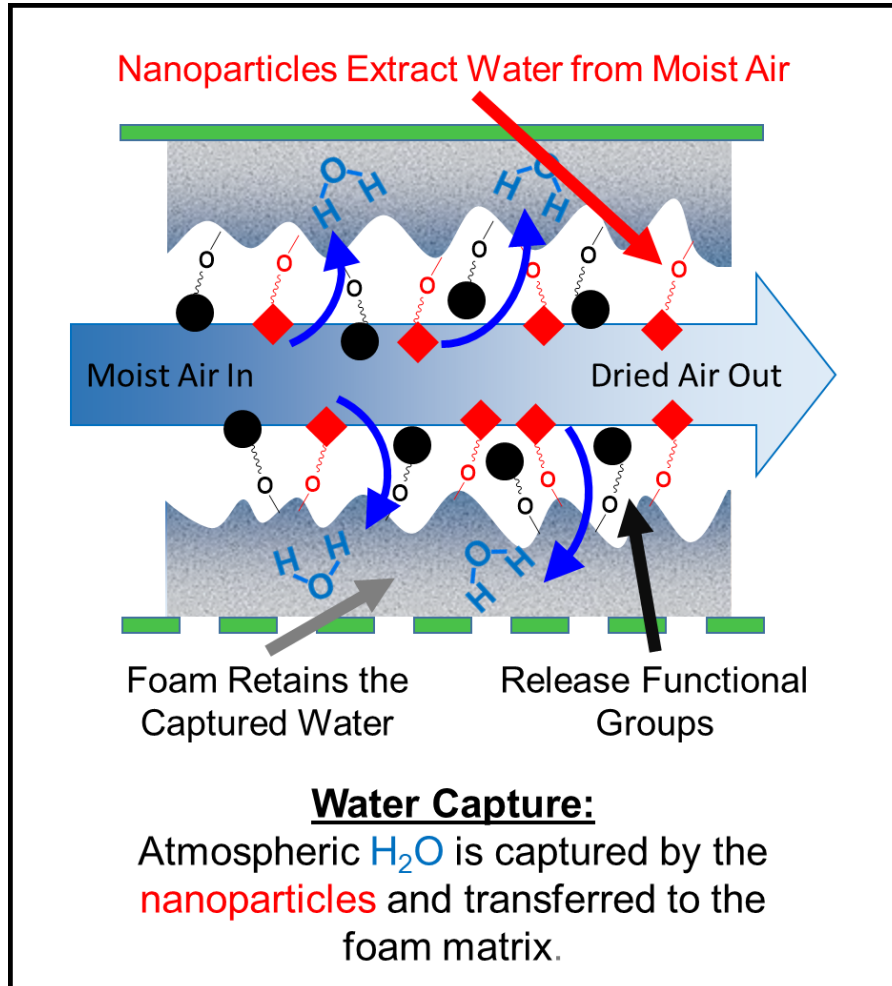 Nanoparticles Extract Water from Moist Air
H O H
H O H
O O O O O O O O
Moist Air In
Dried Air Out
O O O O O O O
H O H
H O H
Foam Retains the
Captured Water
Release Functional
Groups
Water Capture:
Atmospheric H₂O is captured by the
nanoparticles and transferred to the
foam matrix.